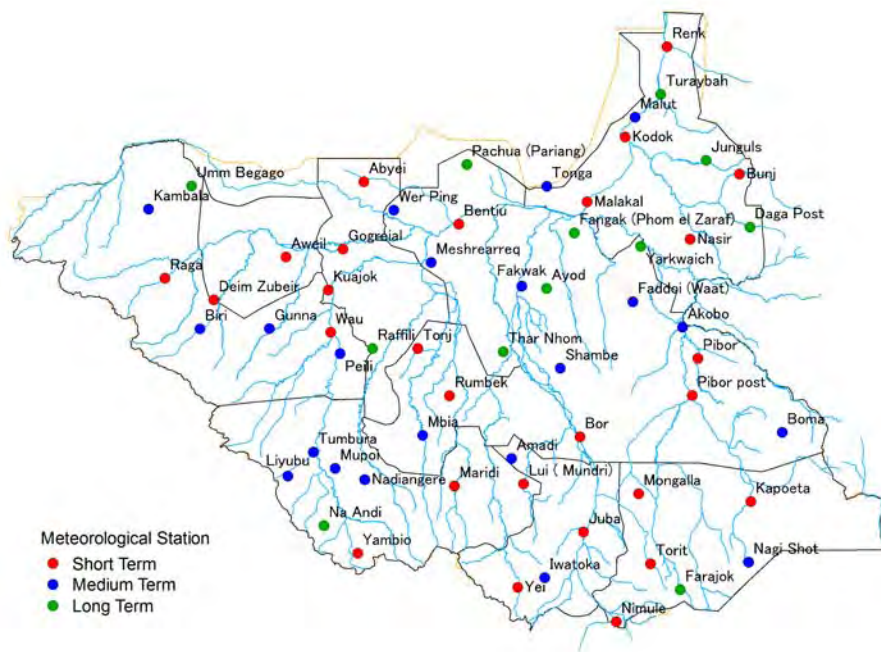 Renk
Turaybah
Malut
Kodok
Junguls
Bunj
Pachua (Pariang)
Tonga
Abyei
Umm Begago
Kambala
Wer Ping
Malakal
Bentiu
Fangak (Phom el Zaraf)
Daga Post
Nasir
Gogreial
Aweil
Meshrearreq
Yarkwaich
Raga
Kuajok
Fakwak
Ayod
Deim Zubeir
Faddoi (Waat)
Biri
Gunna
Wau
Akobo
Raffili
Tonj
Thar Nhom
Peili
Shambe
Pibor
Rumbek
Pibor post
Mbia
Bor
Boma
Tumbura
Amadi
Liyubu
Mupoi
Nadiangere
Maridi
Lui ( Mundri)
Mongalla
Kapoeta
Na Andi
Juba
Yambio
Torit
Nagi Shot
Iwatoka
Yei
Farajok
Nimule
Meteorological Station
Short Term
Medium Term
Long Term